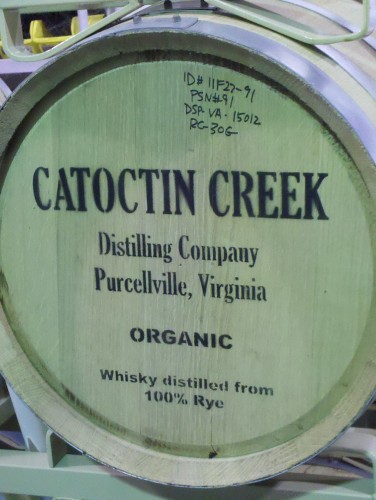 ID# 11F27-91
PSN#91
DSP-VA-15012
RG-30G
CATOCTIN CREEK
Distilling Company
Purcellville, Virginia
ORGANIC
Whisky distilled from
100% Rye